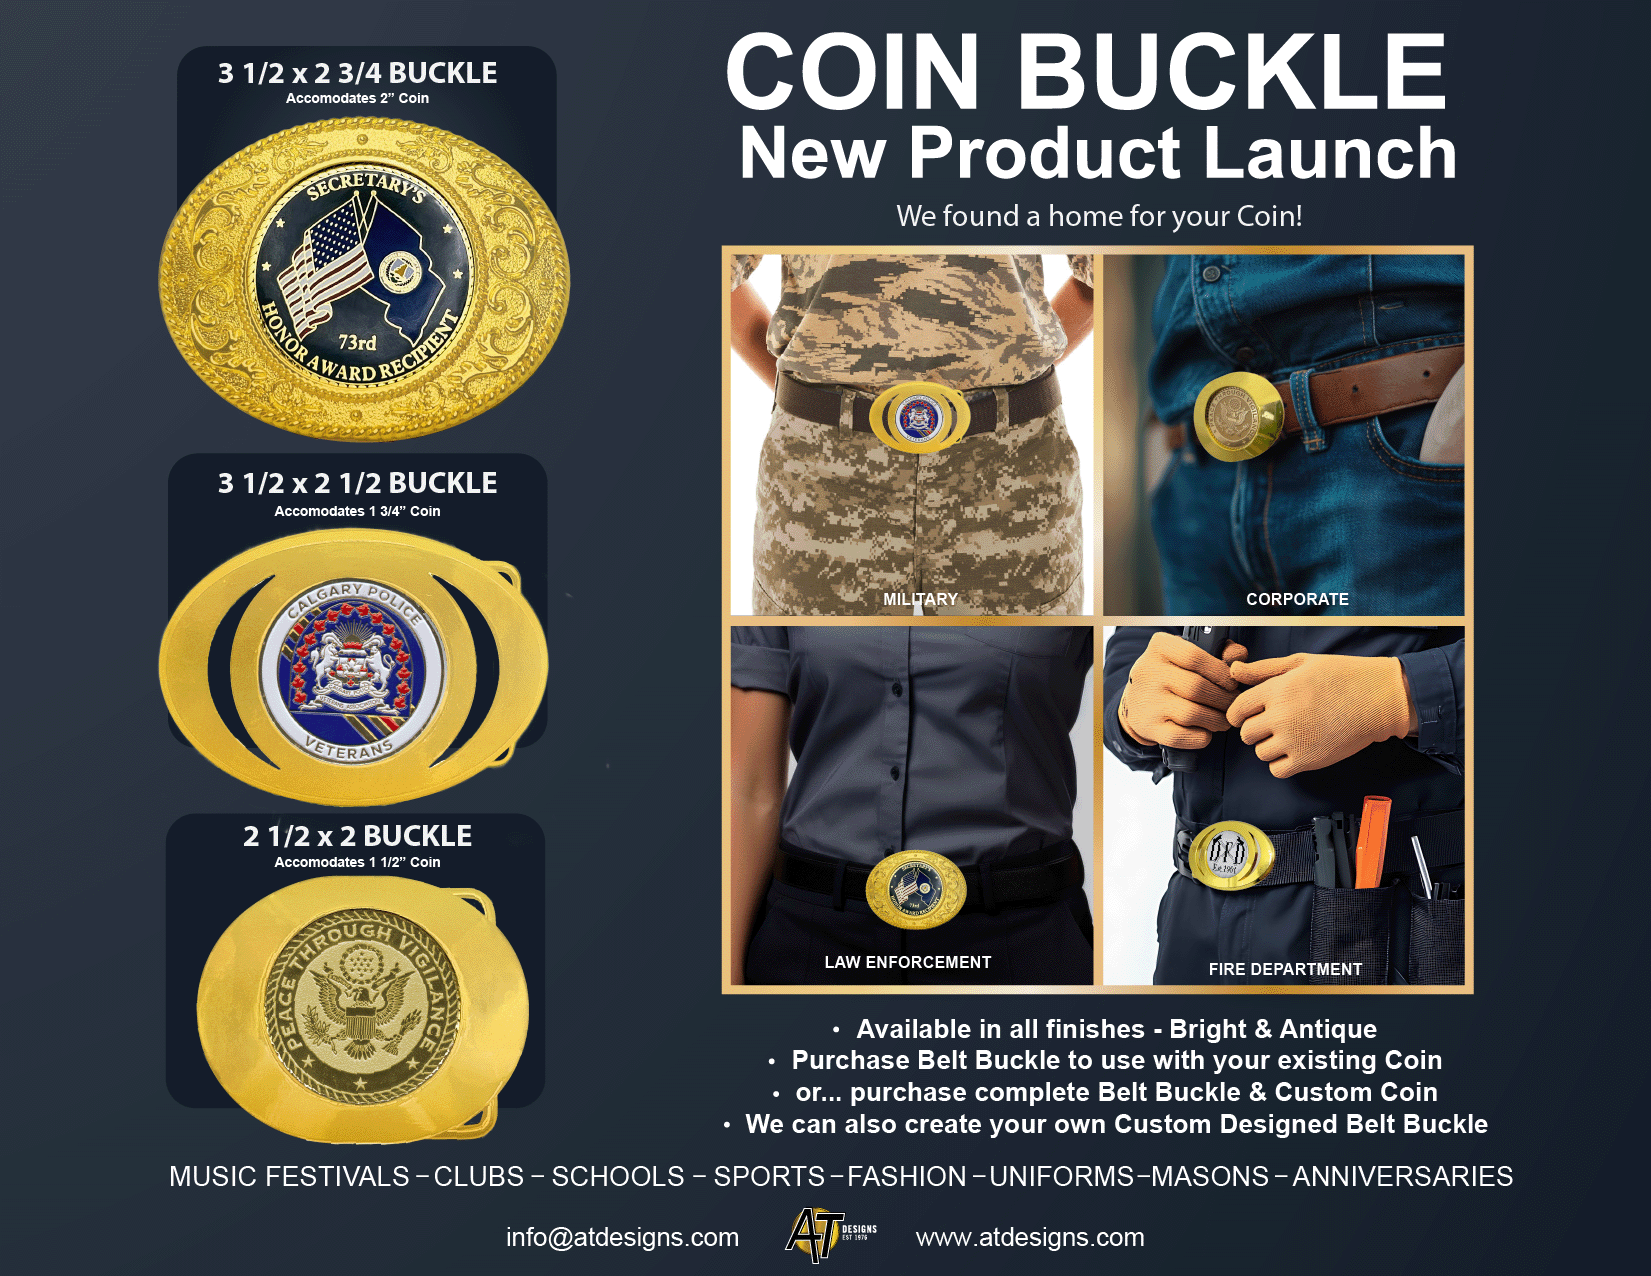 COIN BUCKLE
New Product Launch
We found a home for your Coin!
3 1/2 x 2 3/4 BUCKLE
Accomodates 2” Coin
SECRETARY'S
73rd
HONOR AWARD RECIPIENT
3 1/2 x 2 1/2 BUCKLE
Accomodates 1 3/4” Coin
CALGARY POLICE
VETERANS
2 1/2 x 2 BUCKLE
Accomodates 1 1/2” Coin
PEACE THROUGH VIGILANCE
MILITARY
CORPORATE
LAW ENFORCEMENT
FIRE DEPARTMENT
• Available in all finishes - Bright & Antique
• Purchase Belt Buckle to use with your existing Coin
• or... purchase complete Belt Buckle & Custom Coin
• We can also create your own Custom Designed Belt Buckle
MUSIC FESTIVALS – CLUBS – SCHOOLS – SPORTS – FASHION – UNIFORMS – MASONS – ANNIVERSARIES
info@atdesigns.com
AT DESIGNS
EST 1976
www.atdesigns.com